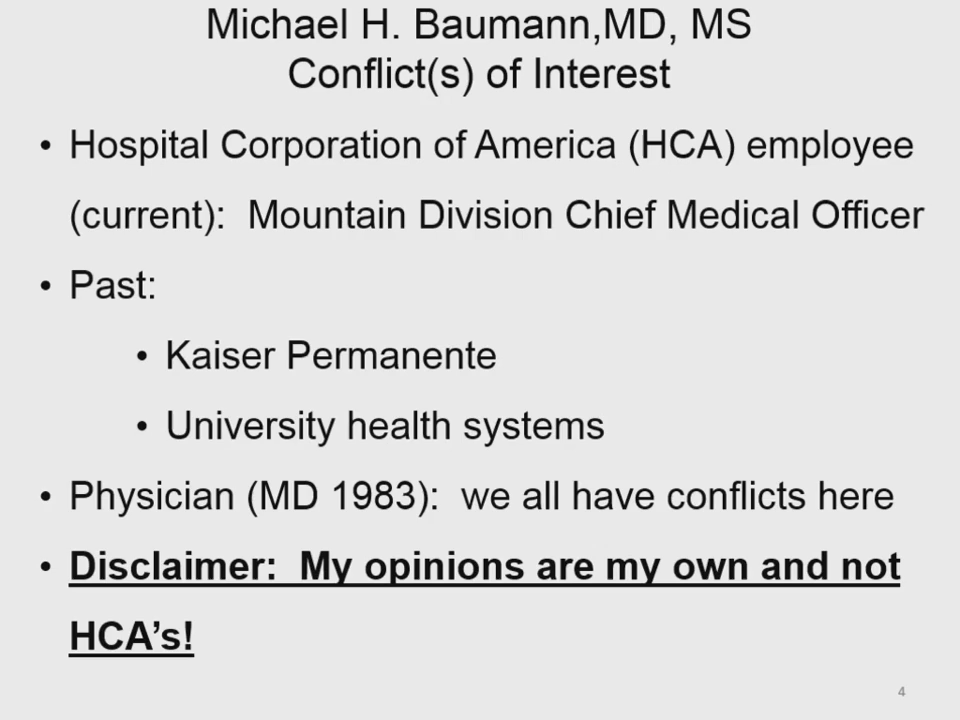 Michael H. Baumann,MD, MS
Conflict(s) of Interest
• Hospital Corporation of America (HCA) employee
(current):  Mountain Division Chief Medical Officer
• Past:
• Kaiser Permanente
• University health systems
• Physician (MD 1983):  we all have conflicts here
• Disclaimer:  My opinions are my own and not
HCA’s!
4